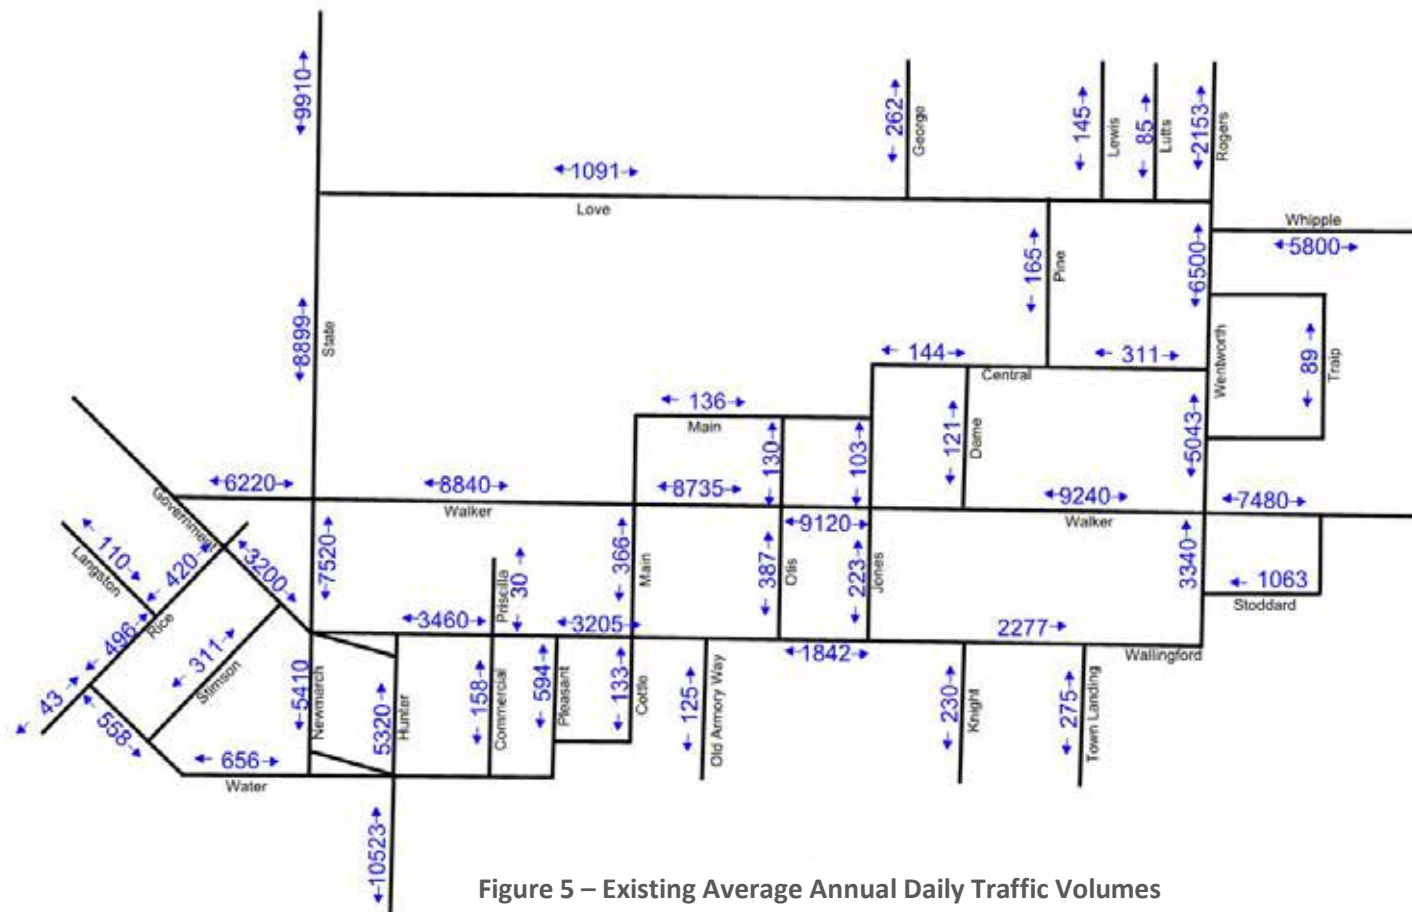 9910
262
George
145
Lewis
85
Lutts
2153
Rogers
1091
Love
Whipple
5800
165
Pine
6500
8899
State
144
311
Central
Wentworth
89
Traip
136
Main
130
103
121
Dame
5043
6220
8840
8735
9240
7480
Walker
9120
Walker
Government
110
Langston
420
3200
7520
Priscilla
30
366
Main
387
Otis
223
Jones
3340
1063
Stoddard
496
Rice
311
Stimson
3460
3205
1842
2277
Wallingford
43
558
5410
Newmarch
5320
Hunter
158
Commercial
594
Pleasant
133
Cottle
125
Old Armory Way
230
Knight
275
Town Landing
656
Water
10523
Figure 5 – Existing Average Annual Daily Traffic Volumes